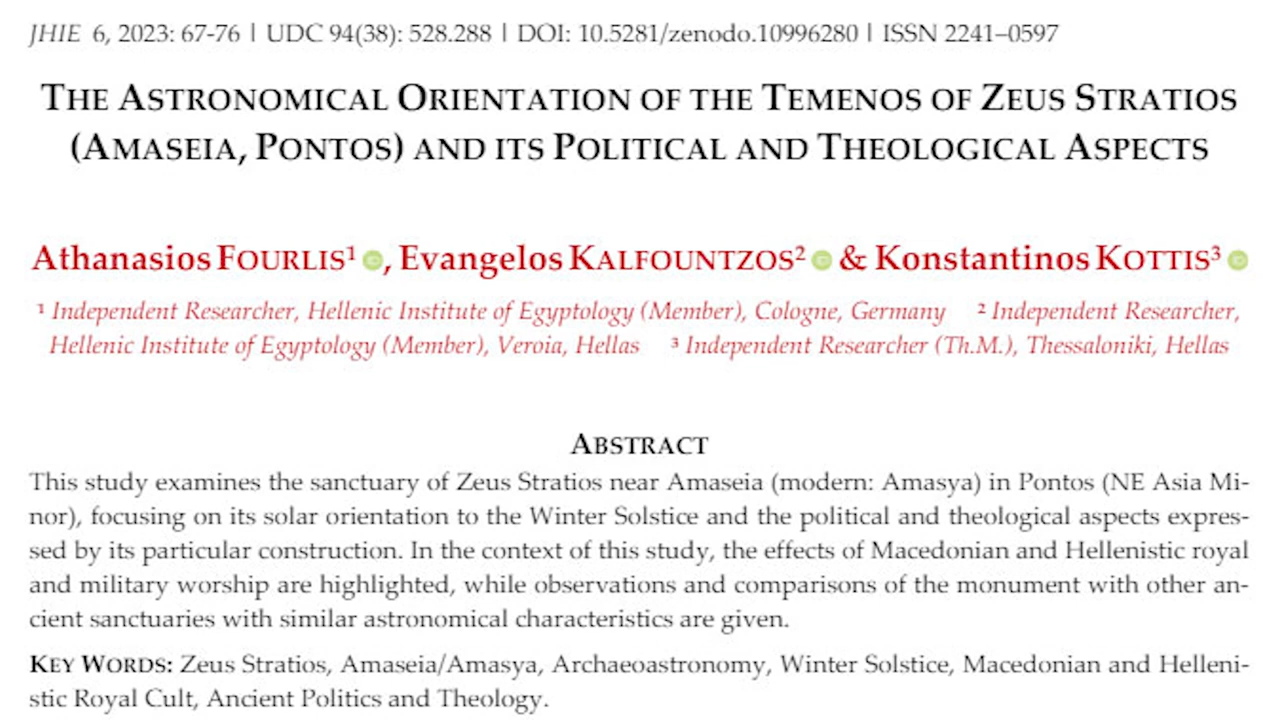 JHIE 6, 2023: 67-76 | UDC 94(38): 528.288 | DOI: 10.5281/zenodo.10996280 | ISSN 2241–0597
THE ASTRONOMICAL ORIENTATION OF THE TEMENOS OF ZEUS STRATIOS
(AMASEIA, PONTOS) AND ITS POLITICAL AND THEOLOGICAL ASPECTS
Athanasios FOURLIS¹ , Evangelos KALFOUNTZOS² & Konstantinos KOTTIS³
¹ Independent Researcher, Hellenic Institute of Egyptology (Member), Cologne, Germany ² Independent Researcher,
Hellenic Institute of Egyptology (Member), Veroia, Hellas ³ Independent Researcher (Th.M.), Thessaloniki, Hellas
ABSTRACT
This study examines the sanctuary of Zeus Stratios near Amaseia (modern: Amasya) in Pontos (NE Asia Mi-
nor), focusing on its solar orientation to the Winter Solstice and the political and theological aspects expres-
sed by its particular construction. In the context of this study, the effects of Macedonian and Hellenistic royal
and military worship are highlighted, while observations and comparisons of the monument with other an-
cient sanctuaries with similar astronomical characteristics are given.
KEY WORDS: Zeus Stratios, Amaseia/Amasya, Archaeoastronomy, Winter Solstice, Macedonian and Helleni-
stic Royal Cult, Ancient Politics and Theology.